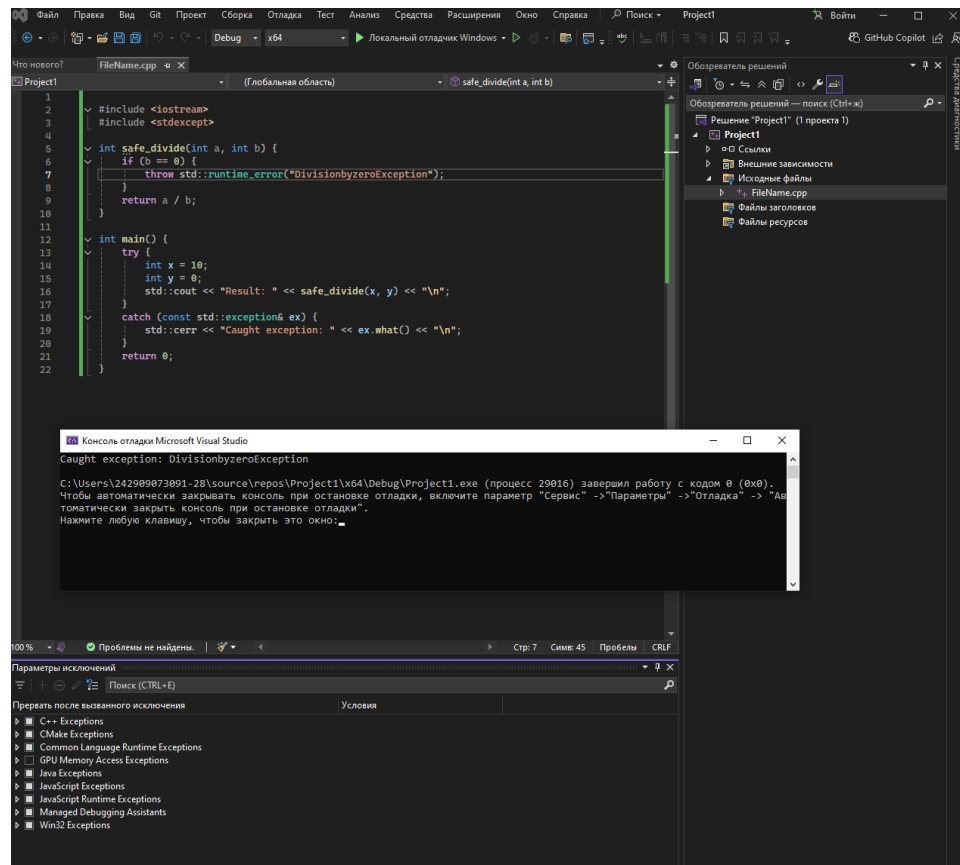 Файл Правка Вид Git Проект Сборка Отладка Тест Анализ Средства Расширения Окно Справка Поиск Project1 Войти
Debug x64 Локальный отладчик Windows GitHub Copilot
Что нового? FileName.cpp
Project1 (Глобальная область) safe_divide(int a, int b)
1
2 #include <iostream>
3 #include <stdexcept>
4
5 int safe_divide(int a, int b) {
6 if (b == 0) {
7 throw std::runtime_error("DivisionbyzeroException");
8 }
9 return a / b;
10 }
11
12 int main() {
13 try {
14 int x = 10;
15 int y = 0;
16 std::cout << "Result: " << safe_divide(x, y) << "\n";
17 }
18 catch (const std::exception& ex) {
19 std::cerr << "Caught exception: " << ex.what() << "\n";
20 }
21 return 0;
22 }
Обозреватель решений
Обозреватель решений — поиск (Ctrl+ж)
Решение "Project1" (1 проекта 1)
Project1
Ссылки
Внешние зависимости
Исходные файлы
FileName.cpp
Файлы заголовков
Файлы ресурсов
Средства диагностики
Консоль отладки Microsoft Visual Studio
Caught exception: DivisionbyzeroException
C:\Users\242909073091-28\source\repos\Project1\x64\Debug\Project1.exe (процесс 29016) завершил работу с кодом 0 (0x0).
Чтобы автоматически закрывать консоль при остановке отладки, включите параметр "Сервис" ->"Параметры" ->"Отладка" -> "Ав
томатически закрыть консоль при остановке отладки".
Нажмите любую клавишу, чтобы закрыть это окно:
100 % Проблемы не найдены. Стр: 7 Симв: 45 Пробелы CRLF
Параметры исключений
Поиск (CTRL+E)
Прервать после вызванного исключения Условия
C++ Exceptions
CMake Exceptions
Common Language Runtime Exceptions
GPU Memory Access Exceptions
Java Exceptions
JavaScript Exceptions
JavaScript Runtime Exceptions
Managed Debugging Assistants
Win32 Exceptions